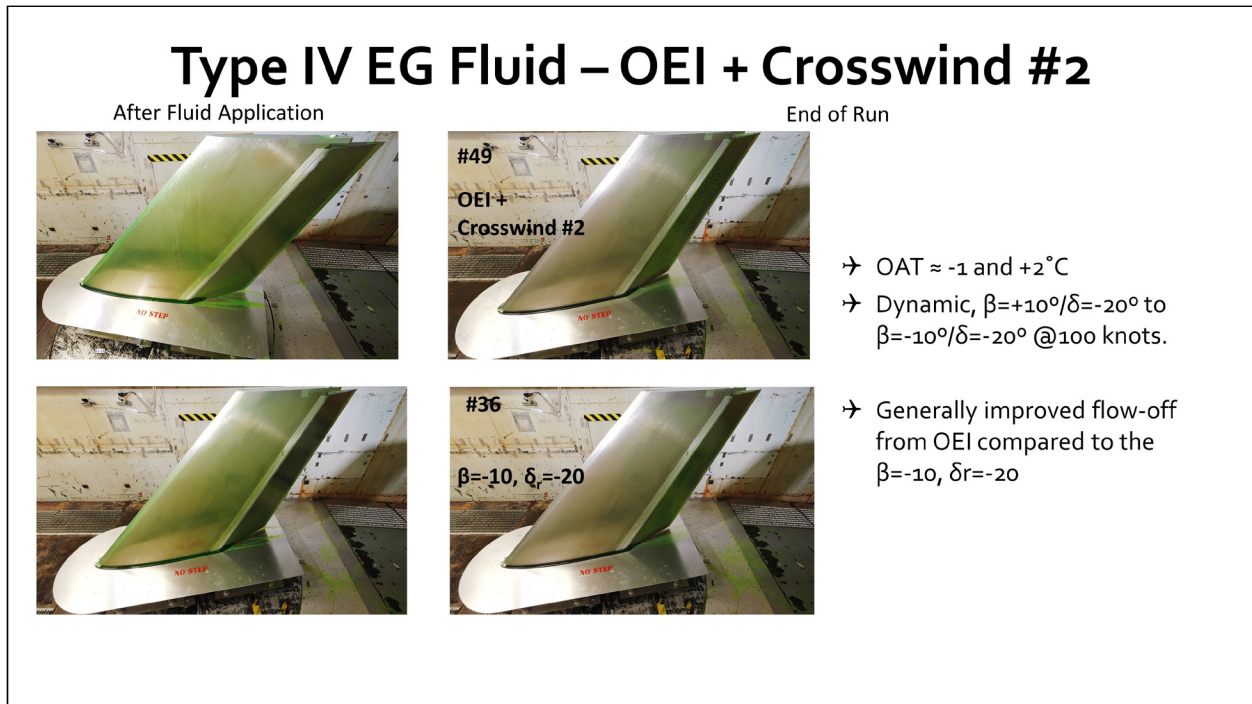 Type IV EG Fluid – OEI + Crosswind #2
After Fluid Application
End of Run
#49
OEI +
Crosswind #2
NO STEP
NO STEP
➢ OAT ≈ -1 and +2˚C
➢ Dynamic, β=+10º/δ=-20º to
β=-10º/δ=-20º @100 knots.
#36
β=-10, δr=-20
NO STEP
NO STEP
➢ Generally improved flow-off
from OEI compared to the
β=-10, δr=-20